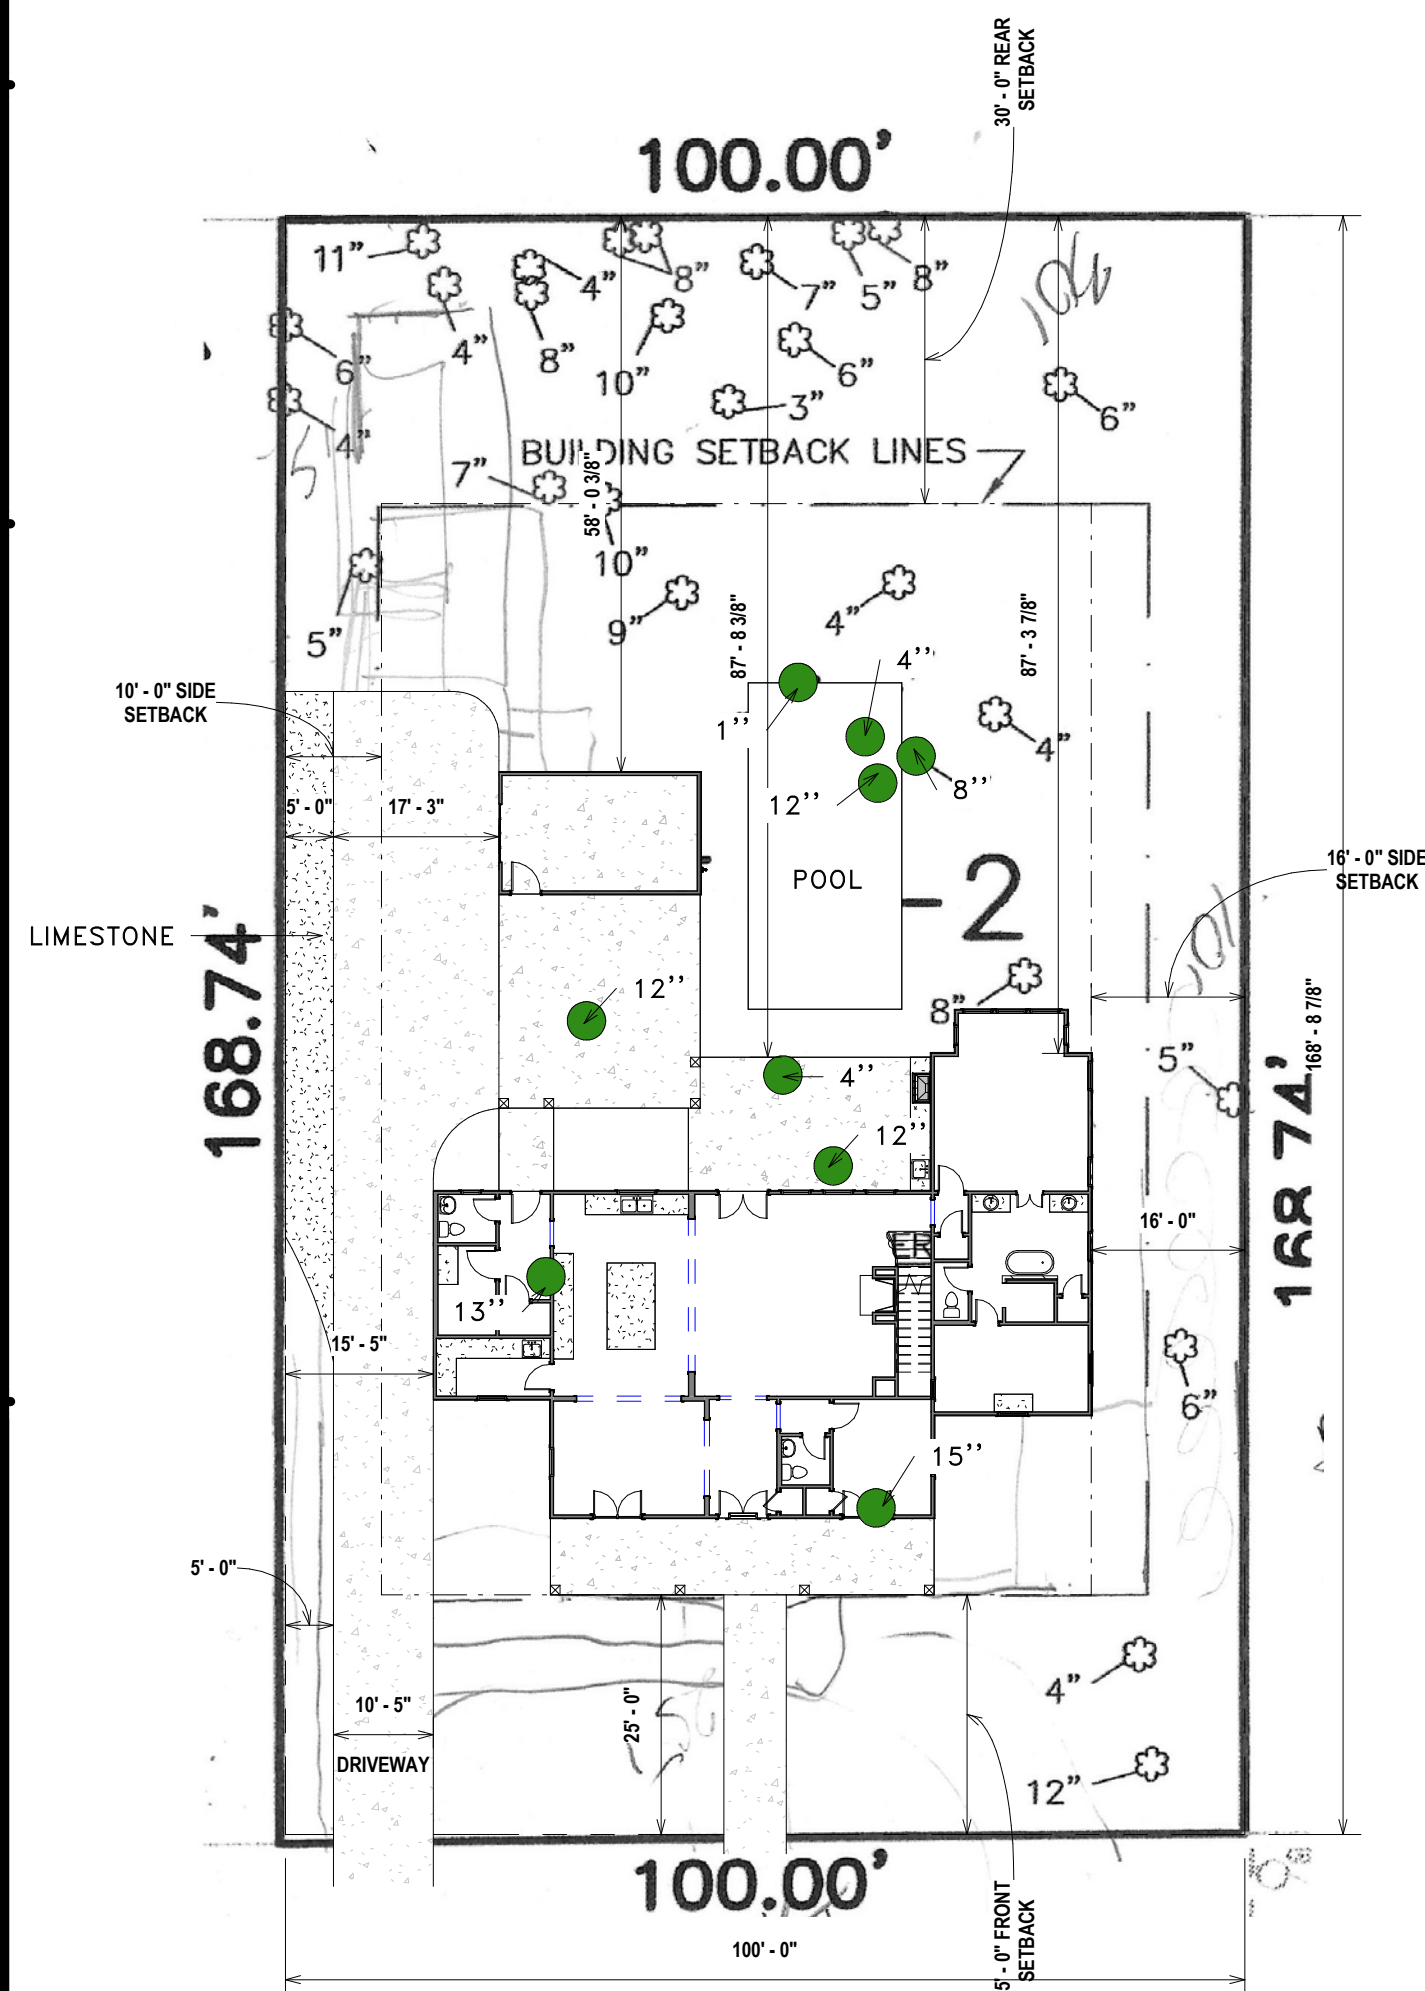 30' - 0" REAR
SETBACK
100.00'
11"
4"
8"
7"
5"
8"
4"
8"
10"
6"
6"
3"
6"
4"
BUILDING SETBACK LINES
7"
58' - 0 3/8"
10"
9"
4"
5"
87' - 8 3/8"
87' - 3 7/8"
4''
10' - 0" SIDE
SETBACK
1''
4"
8''
12''
5' - 0"
17' - 3"
16' - 0" SIDE
SETBACK
POOL
-2
LIMESTONE
168.74'
12''
8"
168' - 8 7/8"
5"
4''
12''
168.74'
16' - 0"
ER
13''
15' - 5"
6"
15''
5' - 0"
4"
10' - 5"
25' - 0"
DRIVEWAY
12"
100.00'
5' - 0" FRONT
SETBACK
100' - 0"